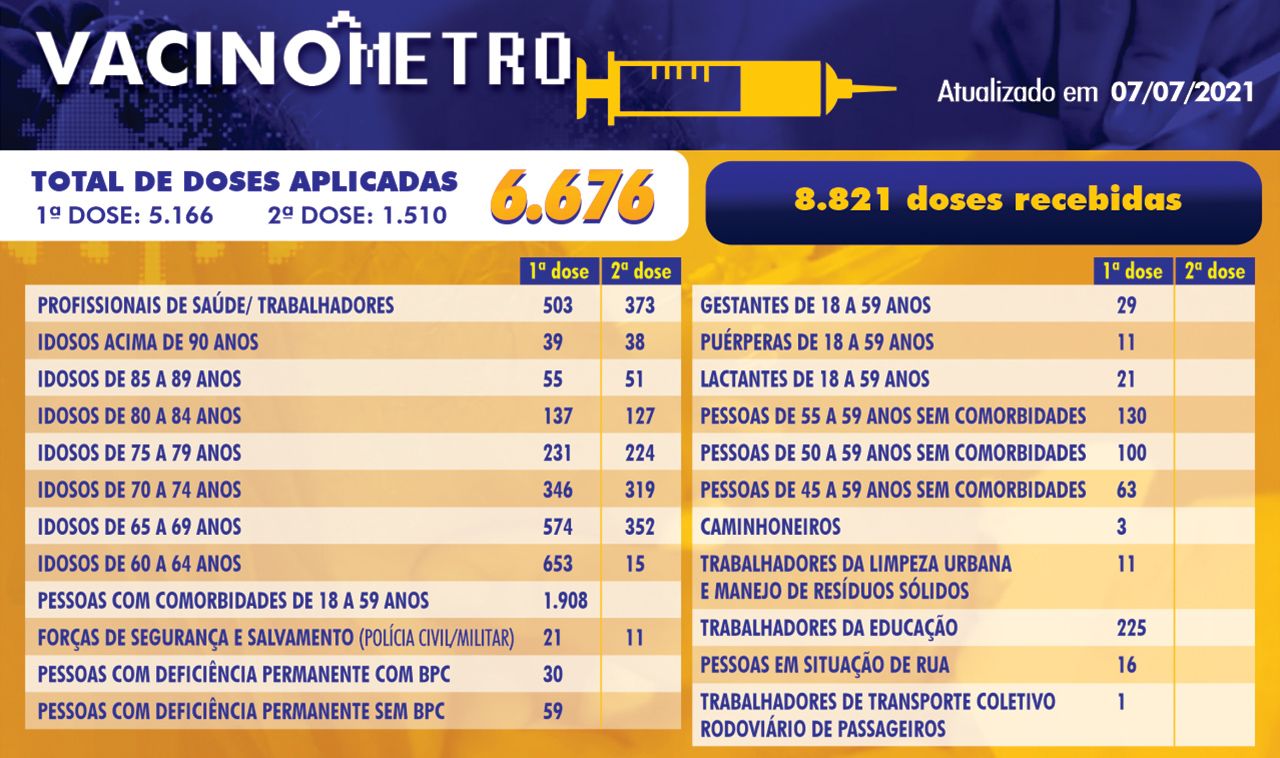 VACINÔMETRO
Atualizado em 07/07/2021
TOTAL DE DOSES APLICADAS 6.676
1ª DOSE: 5.166 2ª DOSE: 1.510
8.821 doses recebidas
1ª dose 2ª dose
PROFISSIONAIS DE SAÚDE/ TRABALHADORES 503 373
IDOSOS ACIMA DE 90 ANOS 39 38
IDOSOS DE 85 A 89 ANOS 55 51
IDOSOS DE 80 A 84 ANOS 137 127
IDOSOS DE 75 A 79 ANOS 231 224
IDOSOS DE 70 A 74 ANOS 346 319
IDOSOS DE 65 A 69 ANOS 574 352
IDOSOS DE 60 A 64 ANOS 653 15
PESSOAS COM COMORBIDADES DE 18 A 59 ANOS 1.908
FORÇAS DE SEGURANÇA E SALVAMENTO (POLÍCIA CIVIL/MILITAR) 21 11
PESSOAS COM DEFICIÊNCIA PERMANENTE COM BPC 30
PESSOAS COM DEFICIÊNCIA PERMANENTE SEM BPC 59
1ª dose 2ª dose
GESTANTES DE 18 A 59 ANOS 29
PUÉRPERAS DE 18 A 59 ANOS 11
LACTANTES DE 18 A 59 ANOS 21
PESSOAS DE 55 A 59 ANOS SEM COMORBIDADES 130
PESSOAS DE 50 A 59 ANOS SEM COMORBIDADES 100
PESSOAS DE 45 A 59 ANOS SEM COMORBIDADES 63
CAMINHONEIROS 3
TRABALHADORES DA LIMPEZA URBANA 11
E MANEJO DE RESÍDUOS SÓLIDOS
TRABALHADORES DA EDUCAÇÃO 225
PESSOAS EM SITUAÇÃO DE RUA 16
TRABALHADORES DE TRANSPORTE COLETIVO 1
RODOVIÁRIO DE PASSAGEIROS